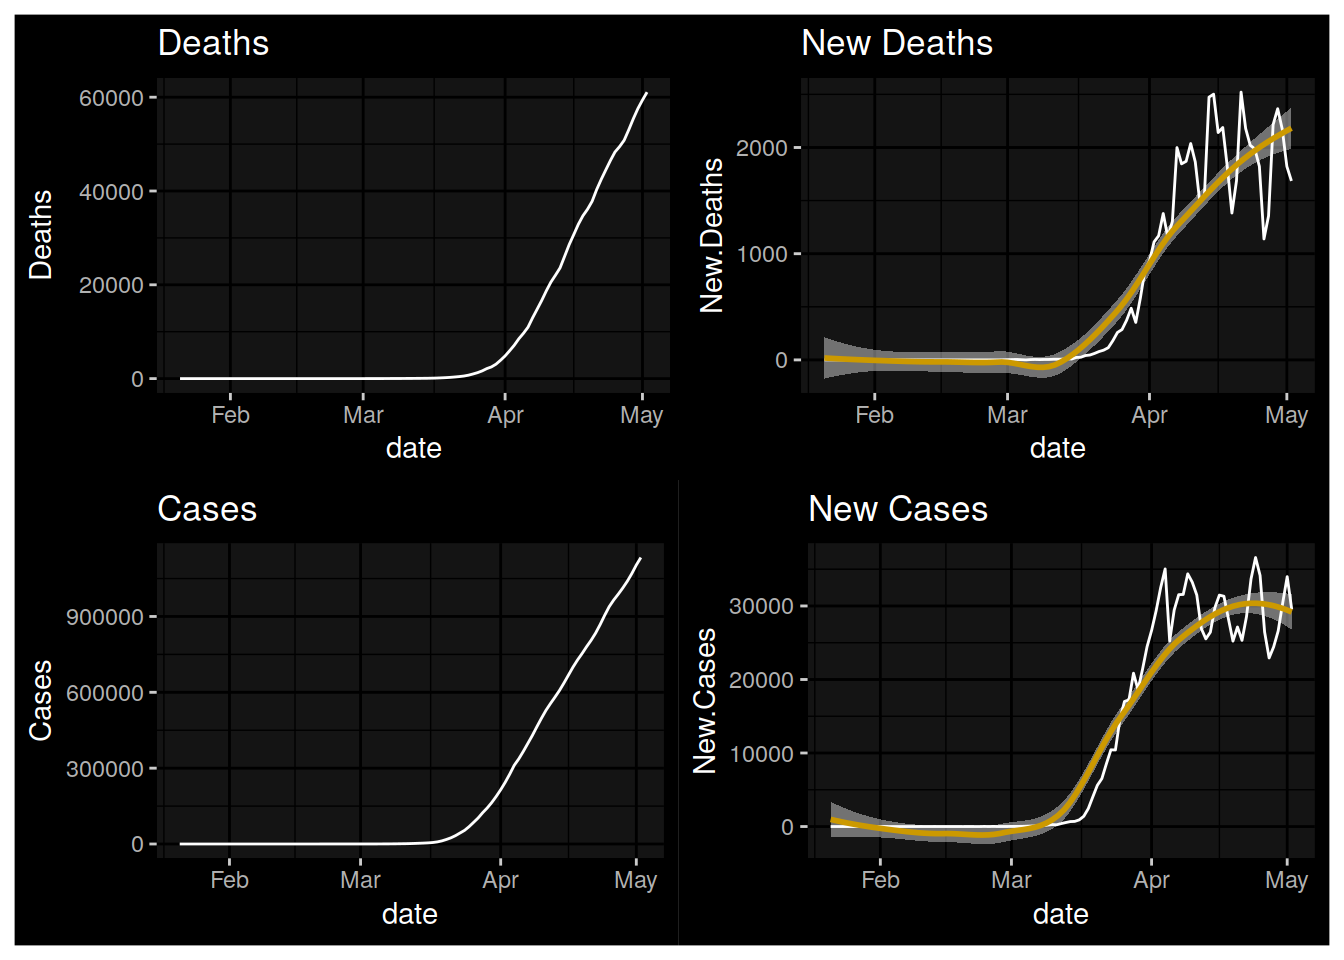 Deaths
60000
40000
20000
0
Deaths
Feb Mar Apr May
date
New Deaths
2000
1000
0
New.Deaths
Feb Mar Apr May
date
Cases
900000
600000
300000
0
Cases
Feb Mar Apr May
date
New Cases
30000
20000
10000
0
New.Cases
Feb Mar Apr May
date